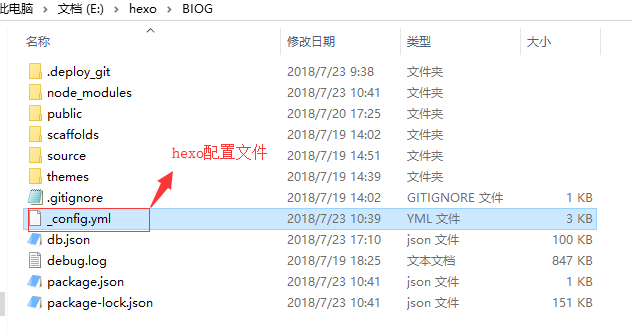 此电脑 › 文档 (E:) › hexo › BIOG
名称 修改日期 类型 大小
.deploy_git 2018/7/23 9:38 文件夹
node_modules 2018/7/23 10:41 文件夹
public 2018/7/20 17:25 文件夹
scaffolds 2018/7/19 14:02 文件夹
hexo配置文件
source 2018/7/19 14:51 文件夹
themes 2018/7/19 14:39 文件夹
.gitignore 2018/7/19 14:02 GITIGNORE 文件 1 KB
_config.yml 2018/7/23 10:39 YML 文件 3 KB
db.json 2018/7/23 17:10 json 文件 100 KB
debug.log 2018/7/19 18:25 文本文档 847 KB
package.json 2018/7/23 10:41 json 文件 1 KB
package-lock.json 2018/7/23 10:41 json 文件 151 KB